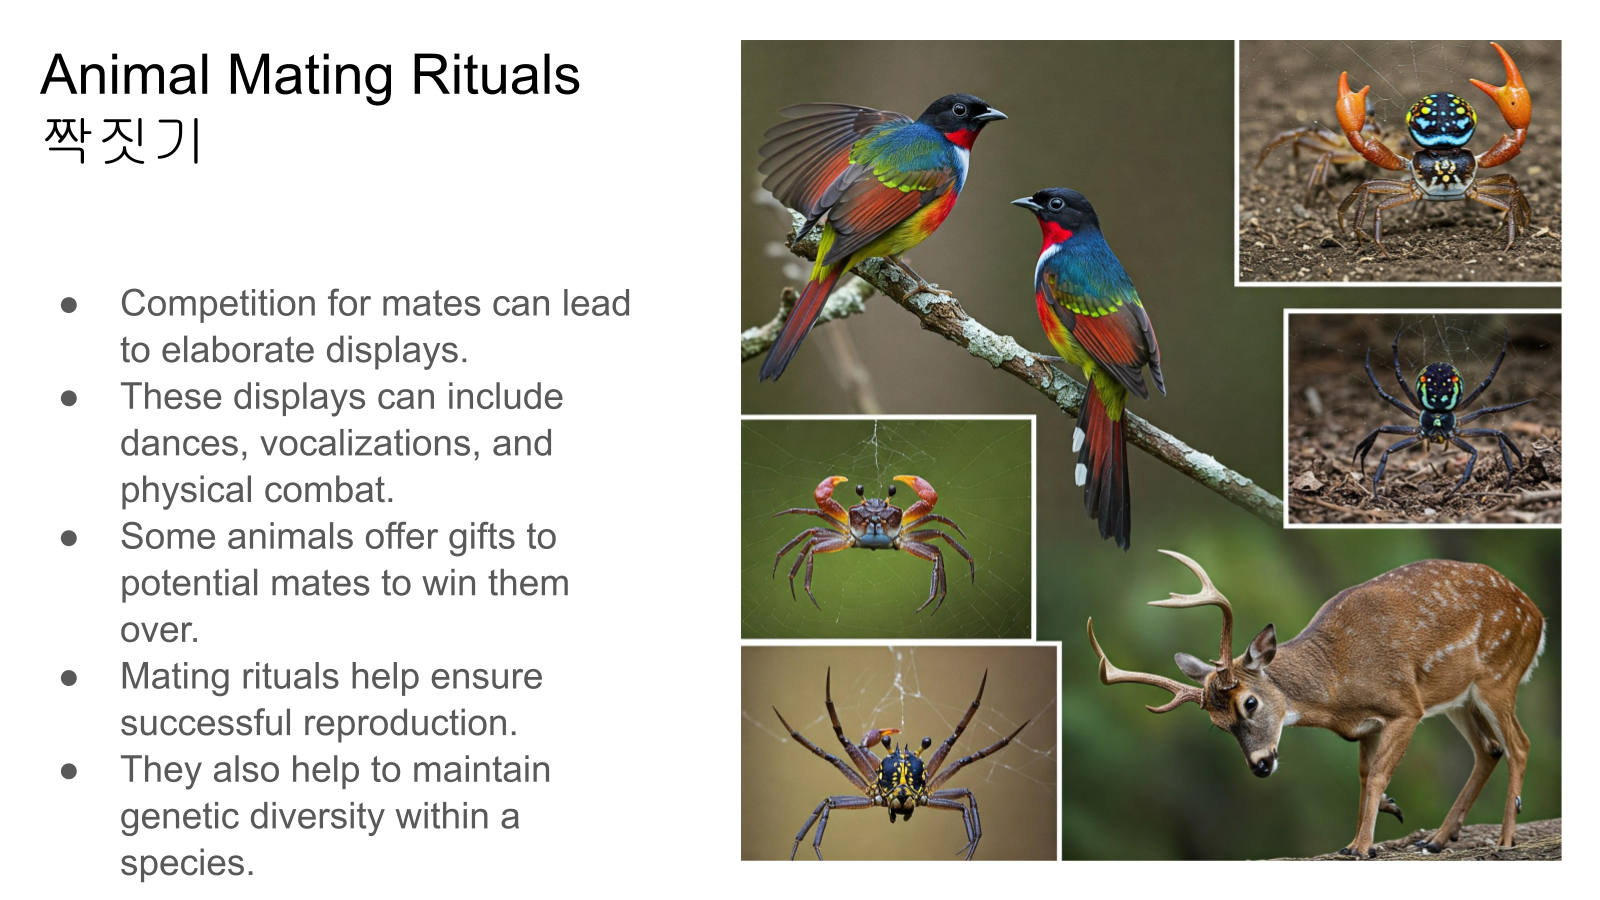 Animal Mating Rituals
짝짓기
● Competition for mates can lead
to elaborate displays.
● These displays can include
dances, vocalizations, and
physical combat.
● Some animals offer gifts to
potential mates to win them
over.
● Mating rituals help ensure
successful reproduction.
● They also help to maintain
genetic diversity within a
species.